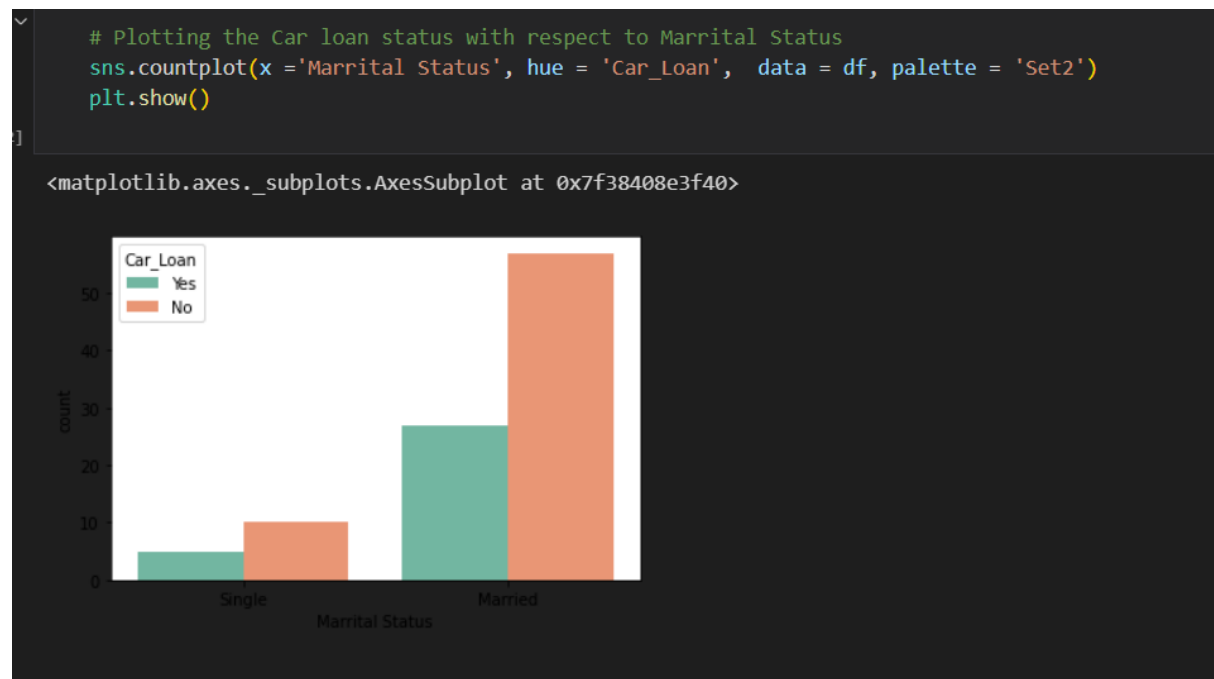 # Plotting the Car loan status with respect to Marrital Status
sns.countplot(x ='Marrital Status', hue = 'Car_Loan',  data = df, palette = 'Set2')
plt.show()
]
<matplotlib.axes._subplots.AxesSubplot at 0x7f38408e3f40>
Car_Loan
Yes
No
50
40
30
20
10
0
count
Single Married
Marrital Status